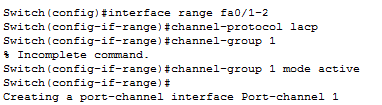 Switch(config)#interface range fa0/1-2
Switch(config-if-range)#channel-protocol lacp
Switch(config-if-range)#channel-group 1
% Incomplete command.
Switch(config-if-range)#channel-group 1 mode active
Switch(config-if-range)#
Creating a port-channel interface Port-channel 1